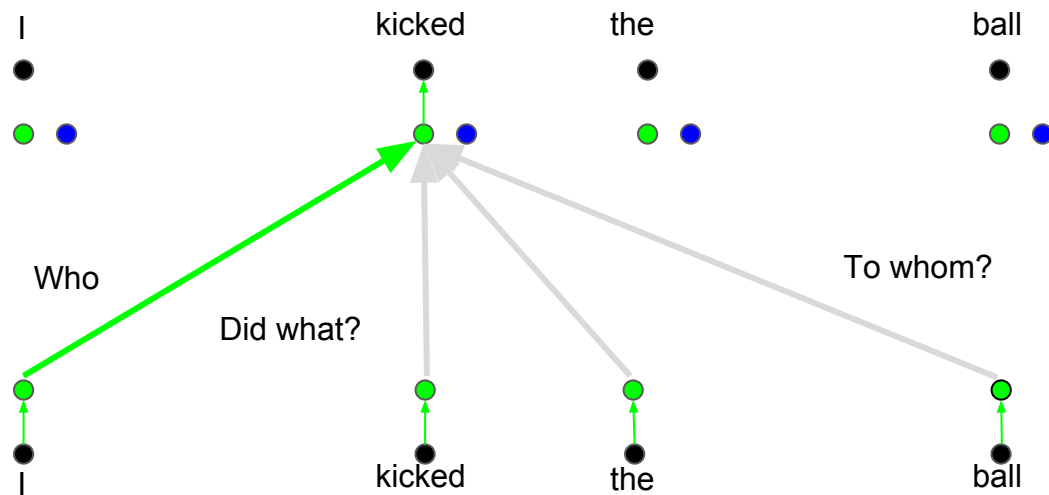 I kicked the ball
Who
Did what?
To whom?
I kicked the ball